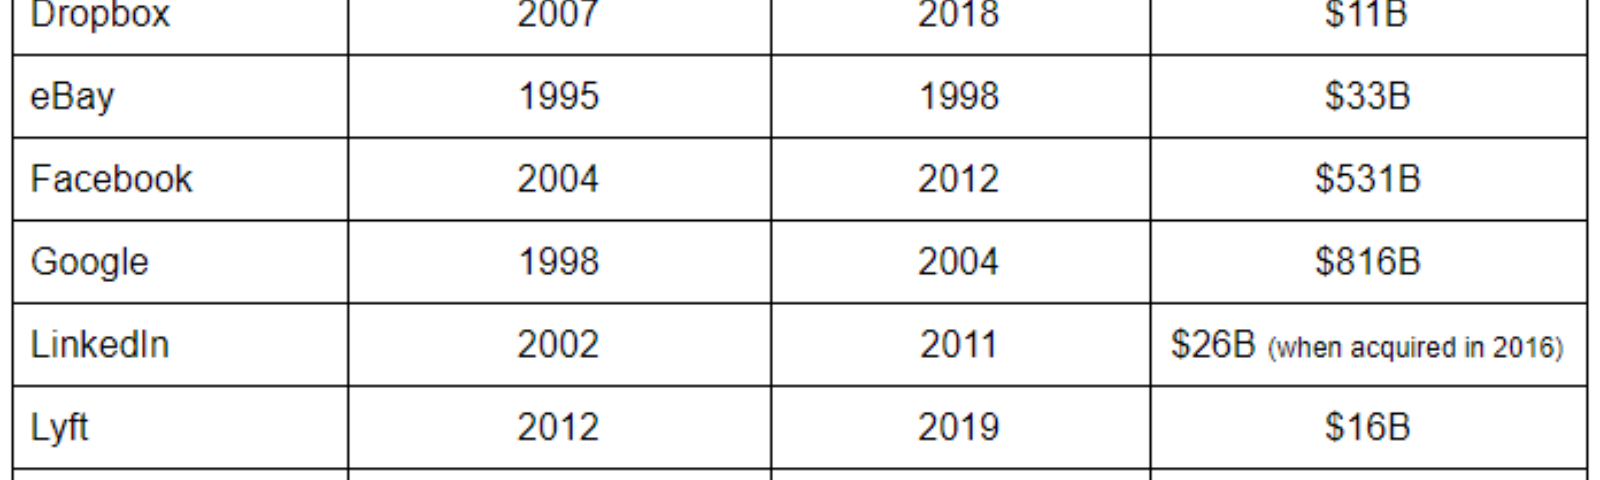 Dropbox 2007 2018 $11B
eBay 1995 1998 $33B
Facebook 2004 2012 $531B
Google 1998 2004 $816B
LinkedIn 2002 2011 $26B (when acquired in 2016)
Lyft 2012 2019 $16B